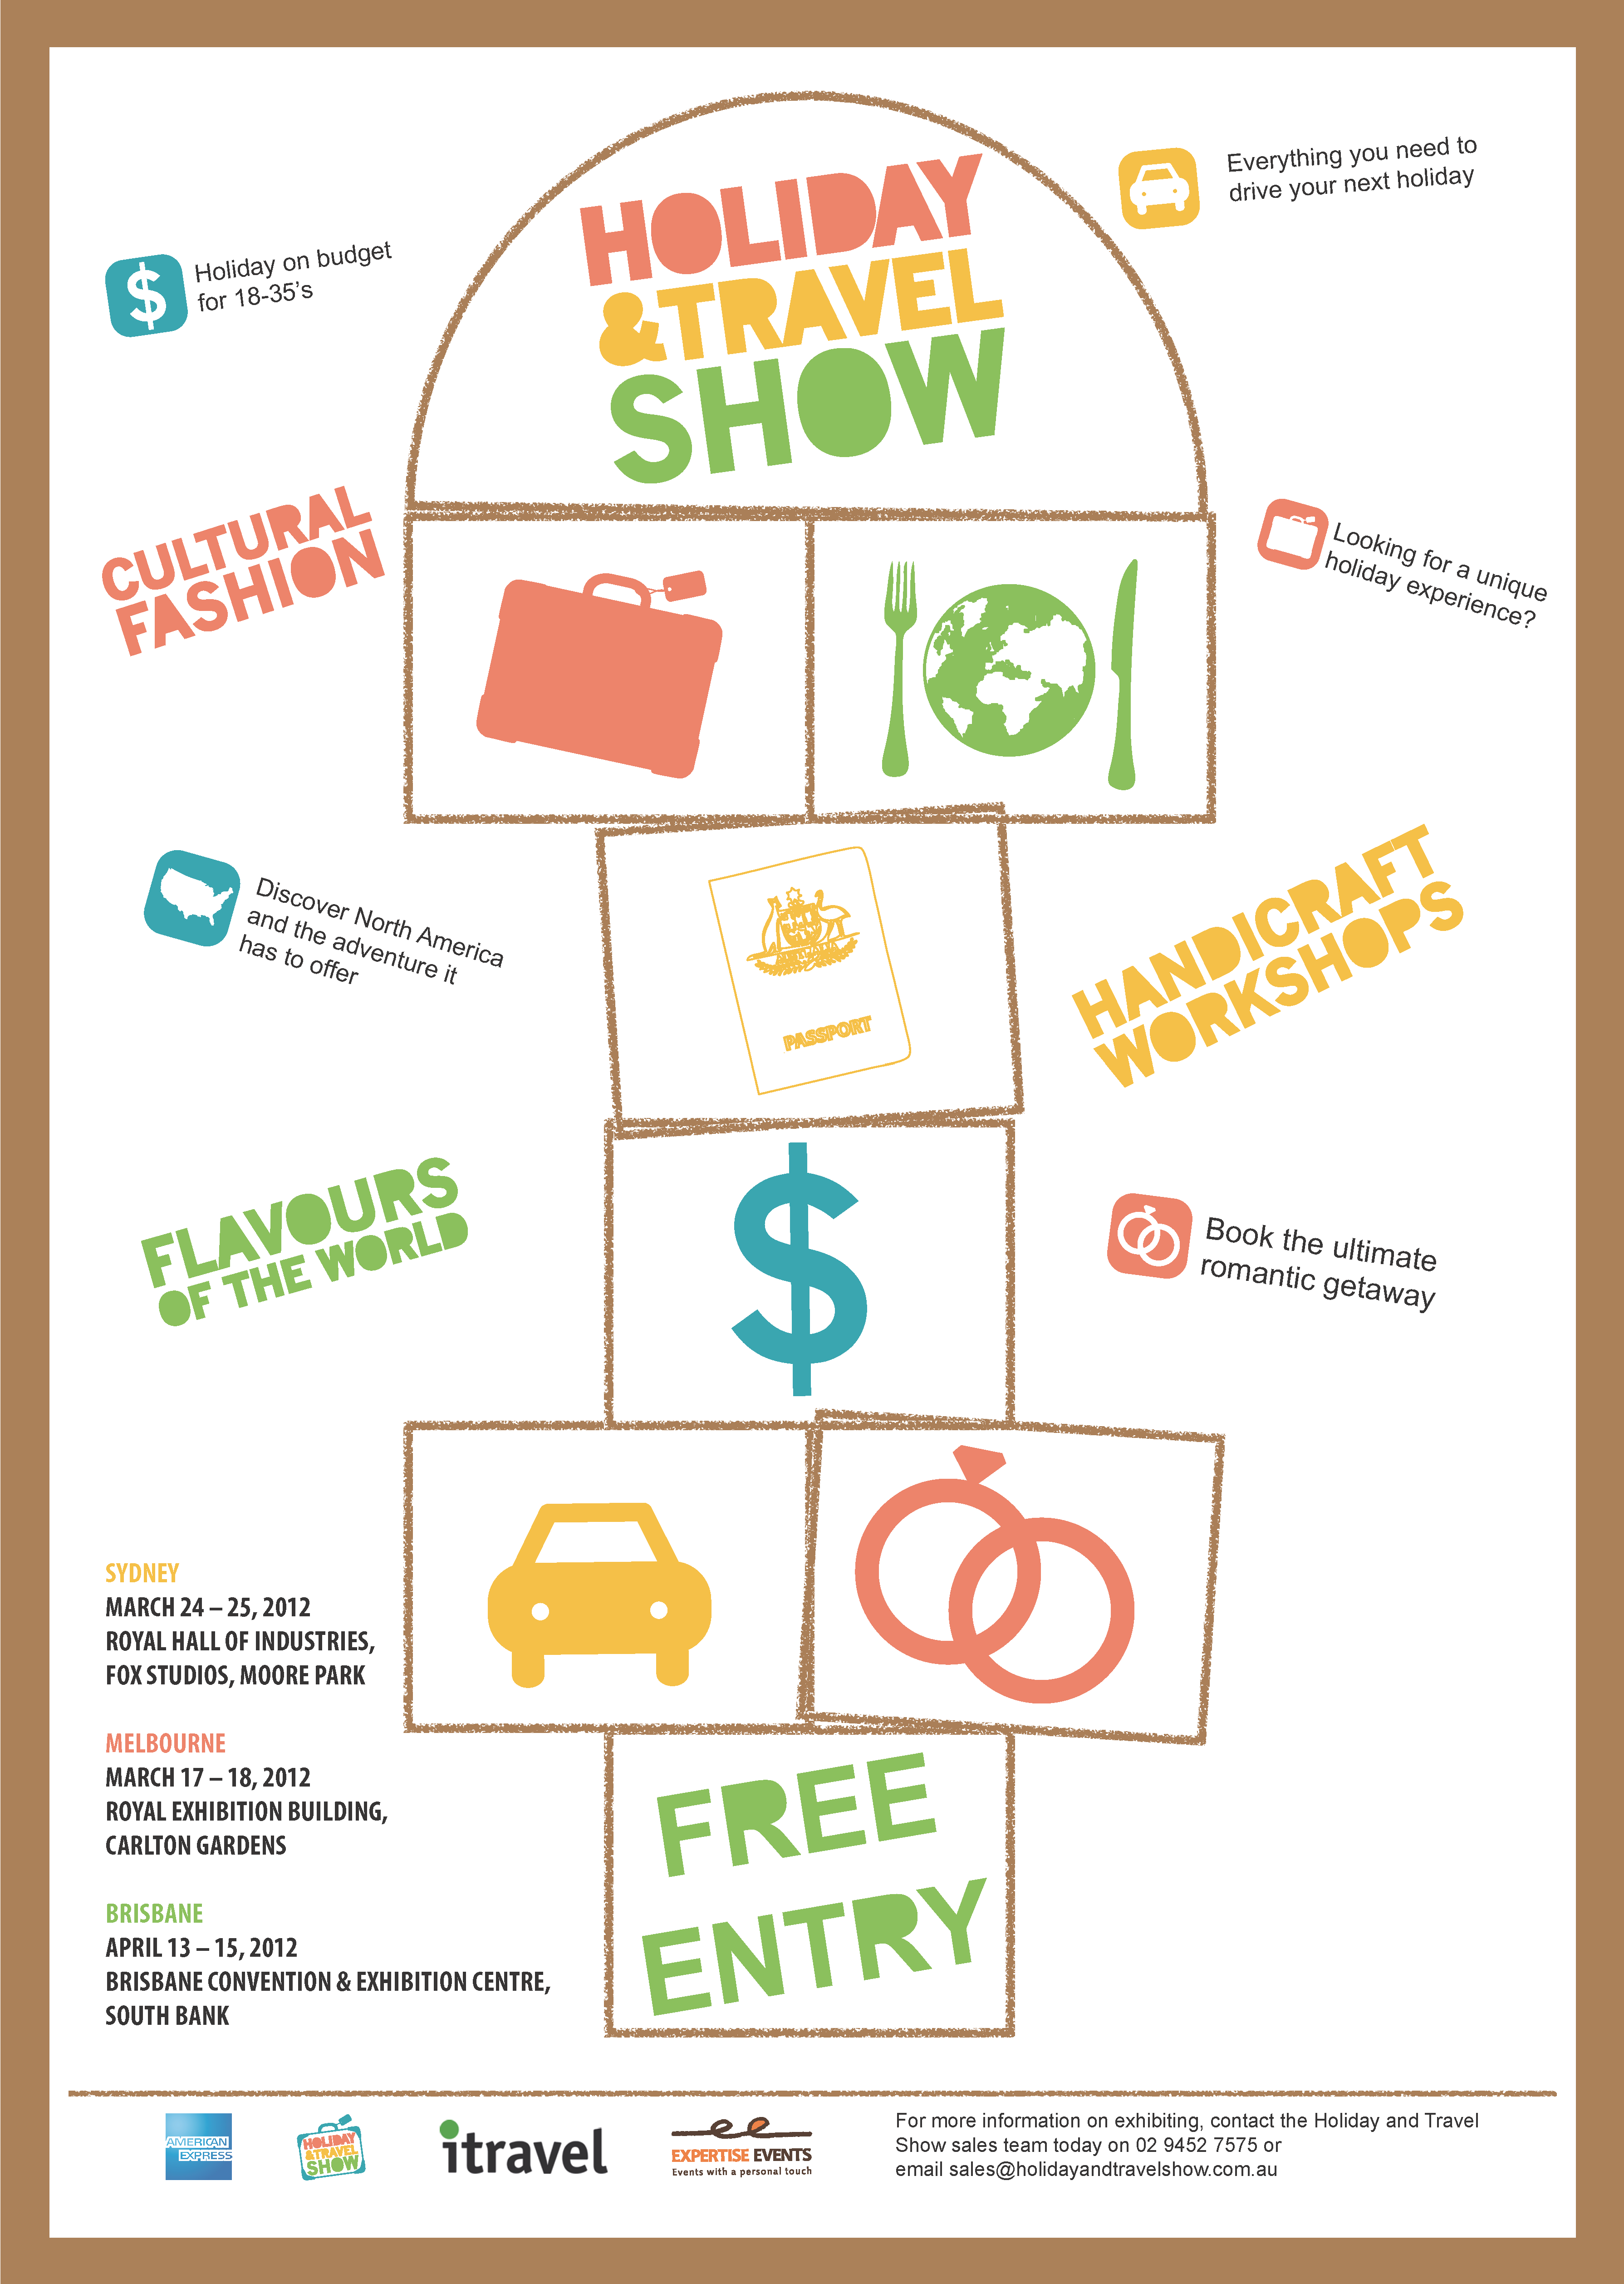 HOLIDAY
&TRAVEL
SHOW
Everything you need to
drive your next holiday
Holiday on budget
for 18-35’s
CULTURAL
FASHION
Looking for a unique
holiday experience?
Discover North America
and the adventure it
has to offer
AUSTRALIA
PASSPORT
HANDICRAFT
WORKSHOPS
FLAVOURS
OF THE WORLD
$
Book the ultimate
romantic getaway
SYDNEY
MARCH 24 – 25, 2012
ROYAL HALL OF INDUSTRIES,
FOX STUDIOS, MOORE PARK
MELBOURNE
MARCH 17 – 18, 2012
ROYAL EXHIBITION BUILDING,
CARLTON GARDENS
BRISBANE
APRIL 13 – 15, 2012
BRISBANE CONVENTION & EXHIBITION CENTRE,
SOUTH BANK
FREE
ENTRY
AMERICAN
EXPRESS
HOLIDAY
&TRAVEL
SHOW
itravel
EXPERTISE EVENTS
Events with a personal touch
For more information on exhibiting, contact the Holiday and Travel
Show sales team today on 02 9452 7575 or
email sales@holidayandtravelshow.com.au